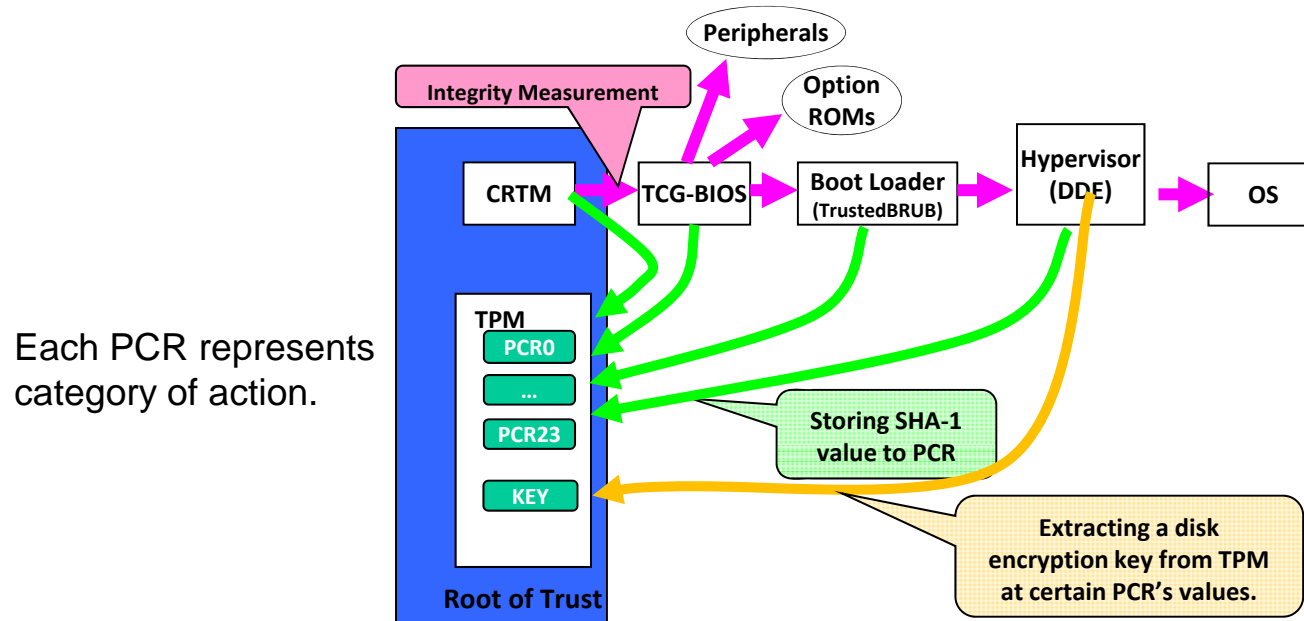 Peripherals
Integrity Measurement
Option
ROMs
CRTM
TCG-BIOS
Boot Loader
(TrustedBRUB)
Hypervisor
(DDE)
OS
Each PCR represents
category of action.
TPM
PCR0
...
PCR23
KEY
Storing SHA-1
value to PCR
Extracting a disk
encryption key from TPM
at certain PCR's values.
Root of Trust